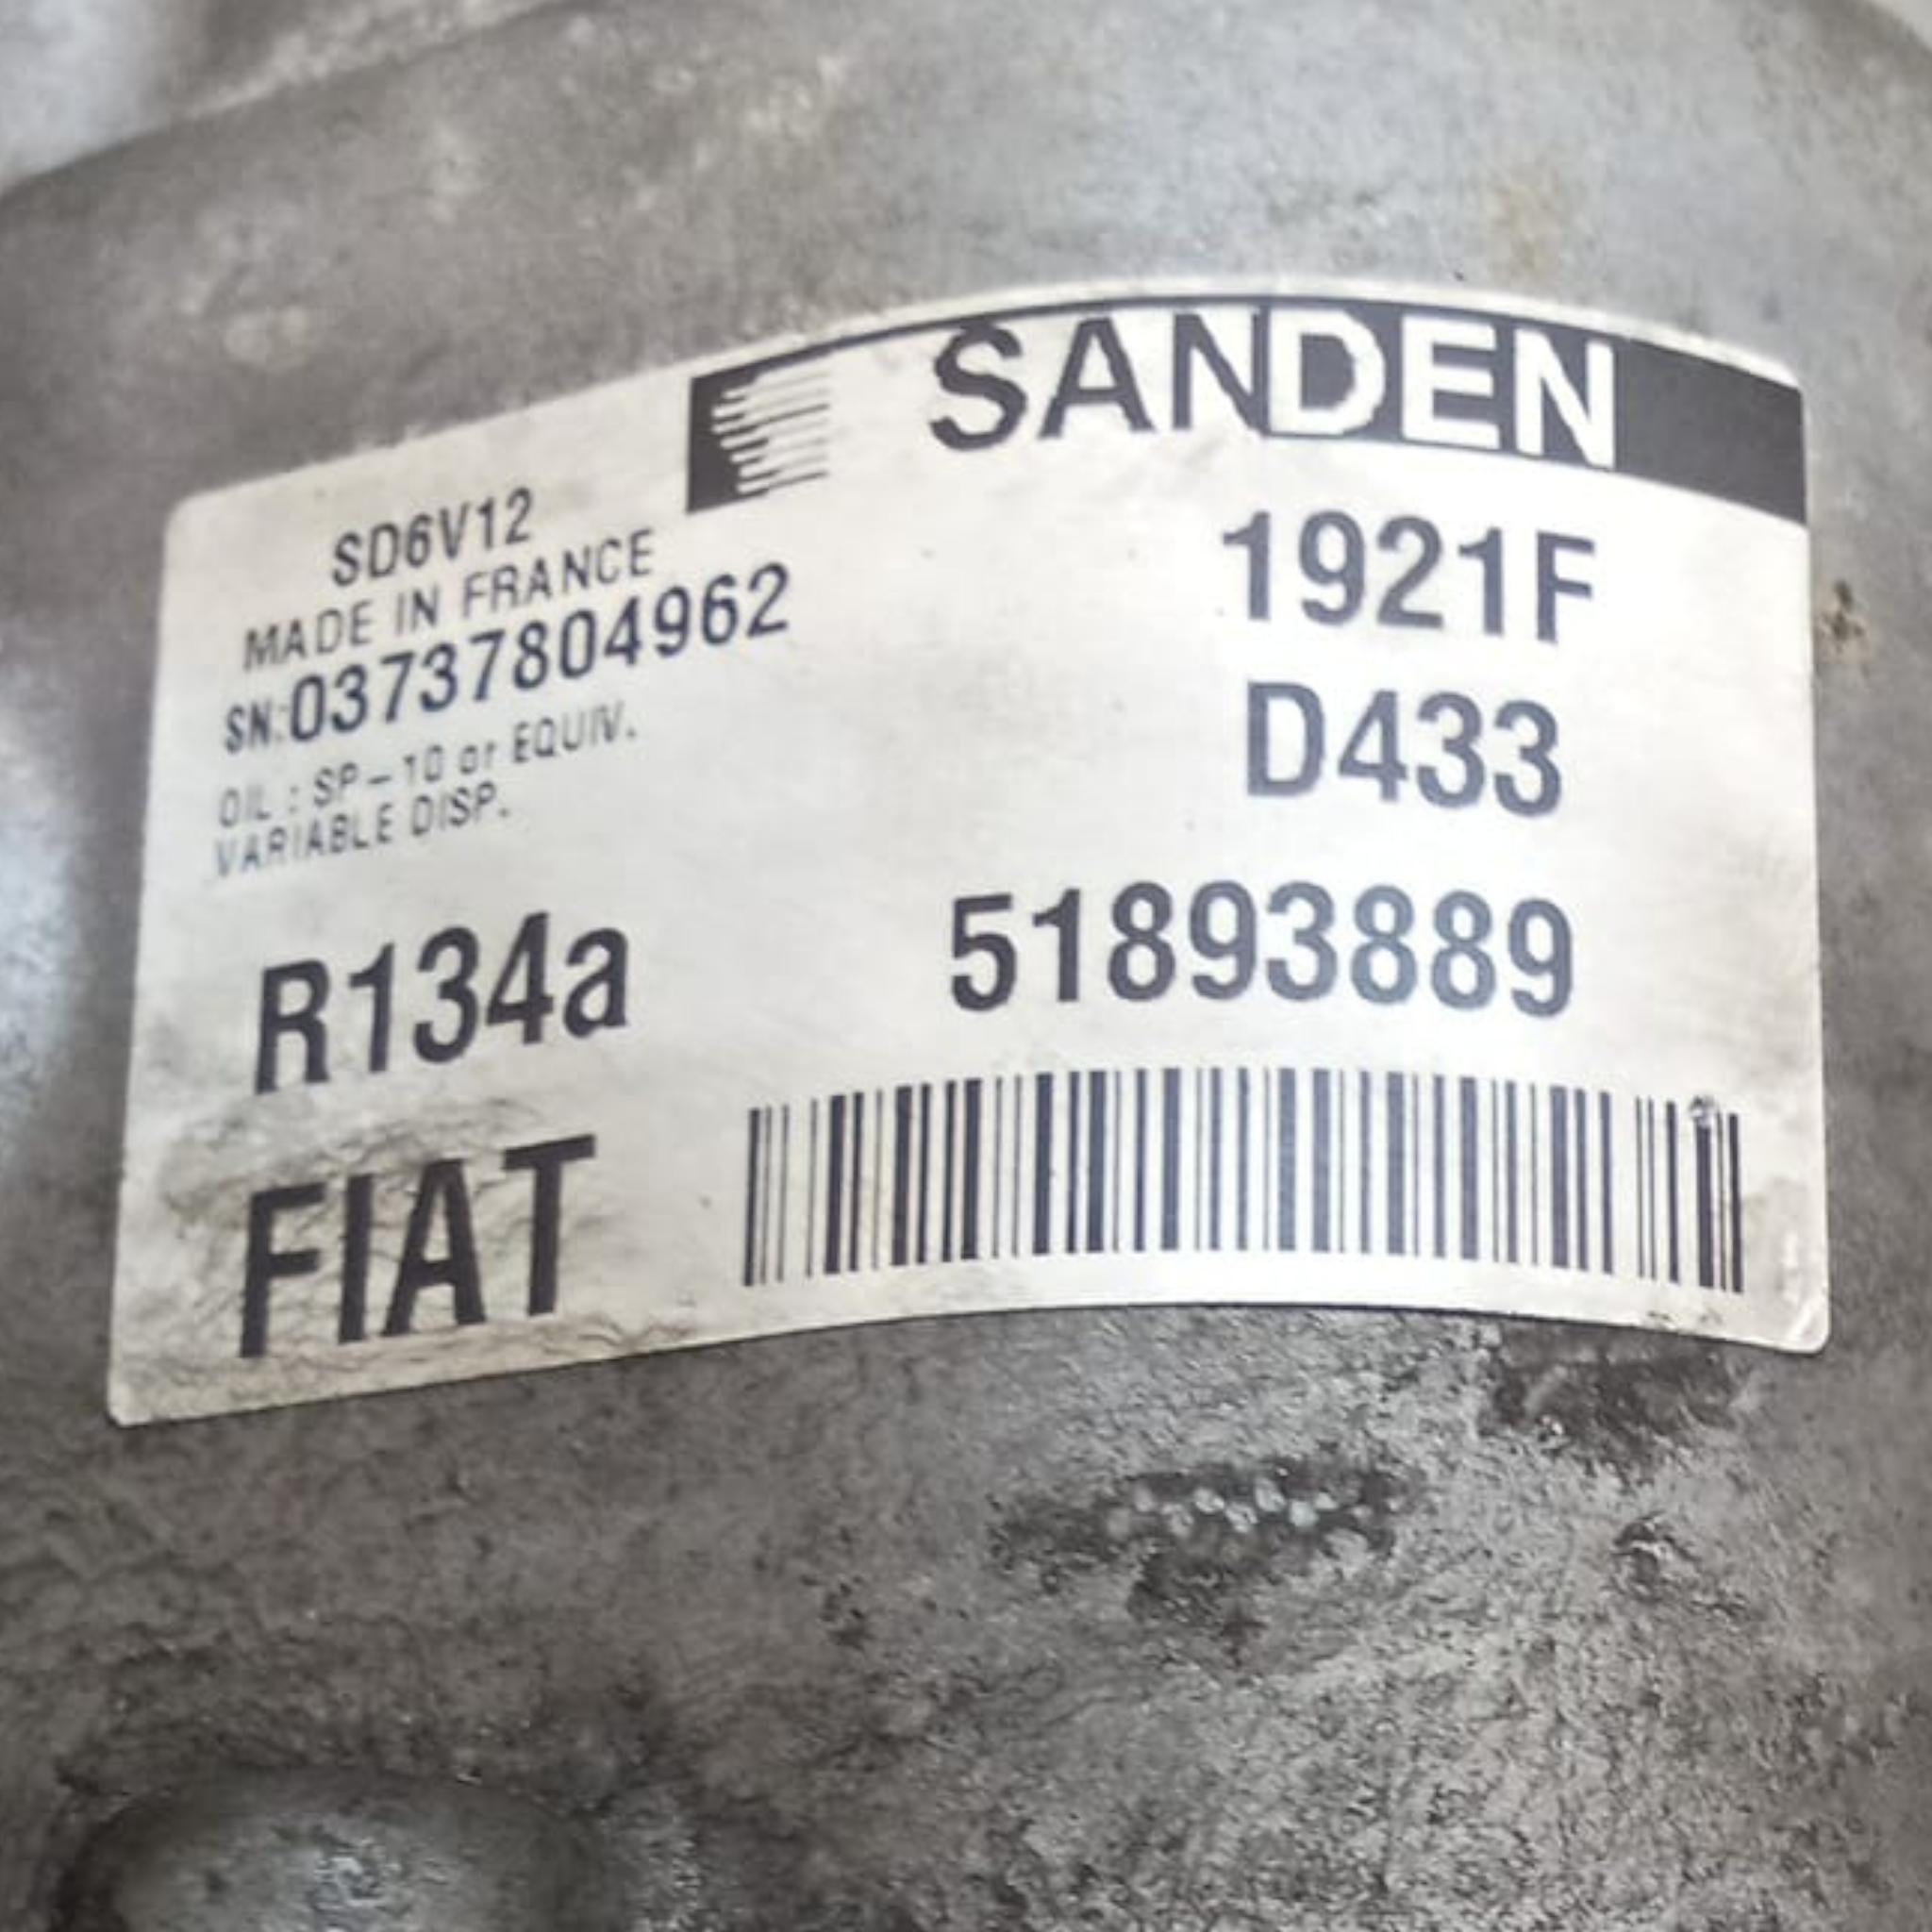 SANDEN
SD6V12
MADE IN FRANCE
SN:03737804962
OIL : SP-10 or EQUIV.
VARIABLE DISP.
R134a
FIAT
1921F
D433
51893889